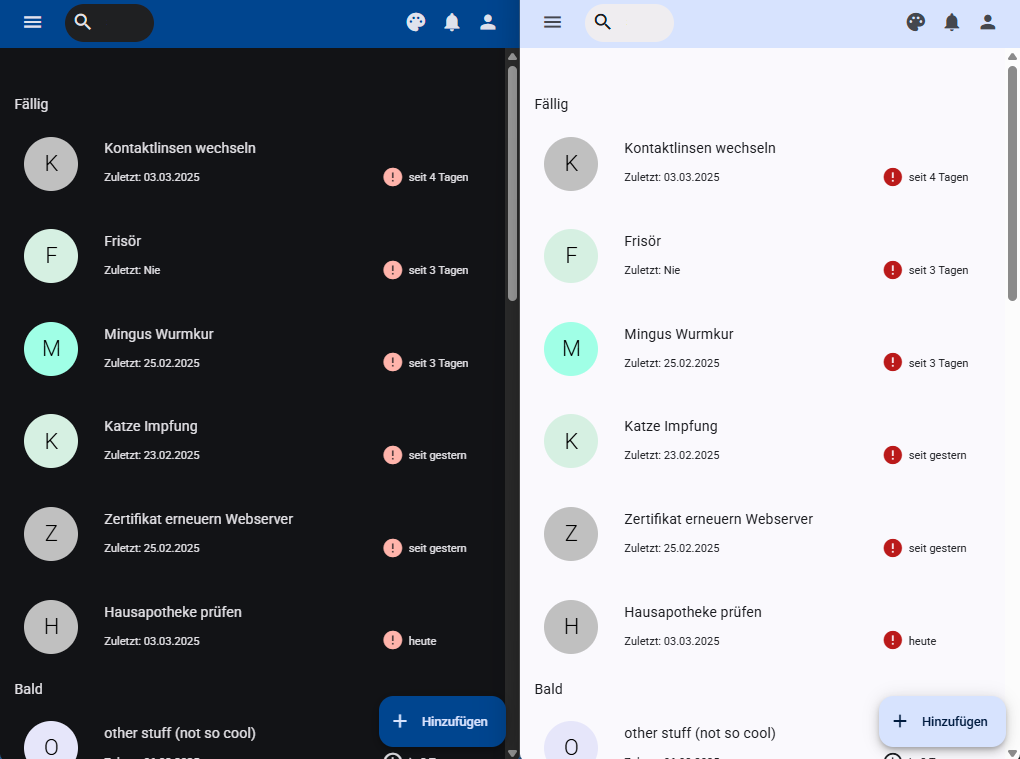 Fällig
K
Kontaktlinsen wechseln
Zuletzt: 03.03.2025
! seit 4 Tagen
F
Frisör
Zuletzt: Nie
! seit 3 Tagen
M
Mingus Wurmkur
Zuletzt: 25.02.2025
! seit 3 Tagen
K
Katze Impfung
Zuletzt: 23.02.2025
! seit gestern
Z
Zertifikat erneuern Webserver
Zuletzt: 25.02.2025
! seit gestern
H
Hausapotheke prüfen
Zuletzt: 03.03.2025
! heute
Bald
O
other stuff (not so cool)
+ Hinzufügen
Fällig
K
Kontaktlinsen wechseln
Zuletzt: 03.03.2025
! seit 4 Tagen
F
Frisör
Zuletzt: Nie
! seit 3 Tagen
M
Mingus Wurmkur
Zuletzt: 25.02.2025
! seit 3 Tagen
K
Katze Impfung
Zuletzt: 23.02.2025
! seit gestern
Z
Zertifikat erneuern Webserver
Zuletzt: 25.02.2025
! seit gestern
H
Hausapotheke prüfen
Zuletzt: 03.03.2025
! heute
Bald
O
other stuff (not so cool)
+ Hinzufügen